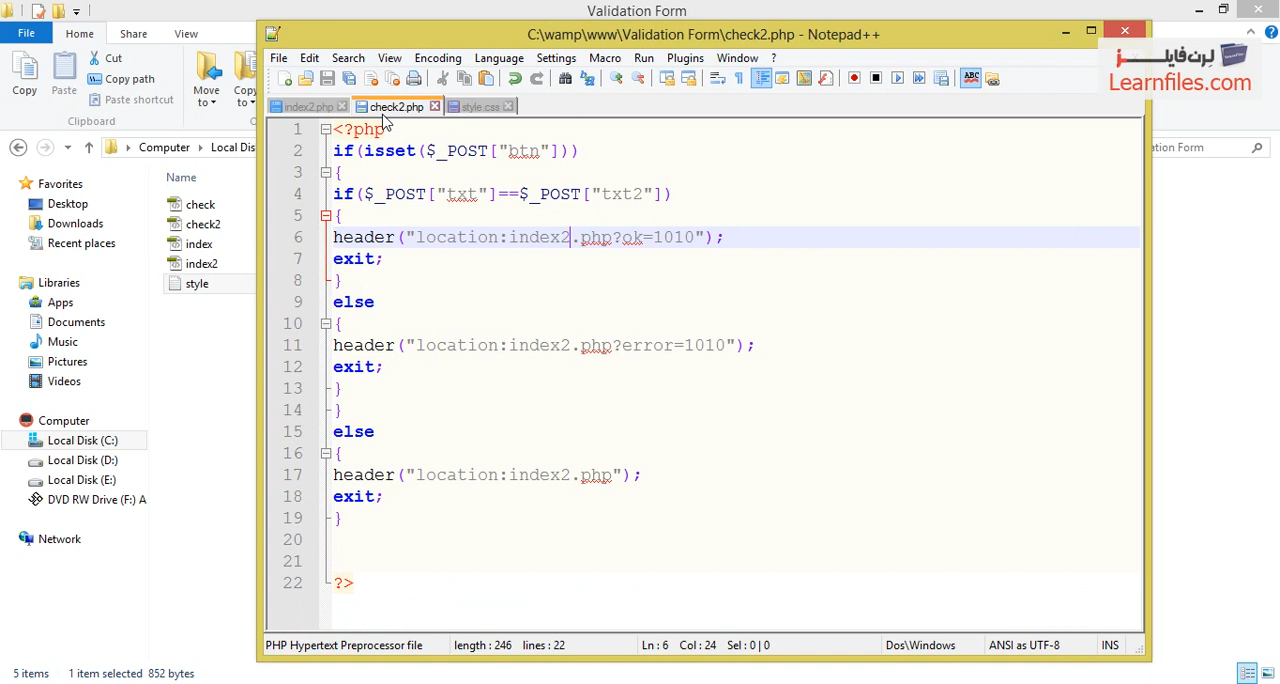 Validation Form
File Home Share View
Copy
Paste
Cut
Copy path
Paste shortcut
Clipboard
Move
to
Copy
to
Computer
Local Dis
ation Form
Favorites
Desktop
Downloads
Recent places
Libraries
Apps
Documents
Music
Pictures
Videos
Computer
Local Disk (C:)
Local Disk (D:)
Local Disk (E:)
DVD RW Drive (F:) A
Network
Name
check
check2
index
index2
style
5 items 1 item selected 852 bytes
C:\wamp\www\Validation Form\check2.php - Notepad++
File Edit Search View Encoding Language Settings Macro Run Plugins Window ?
لرن فایلز
Learnfiles.com
index2.php check2.php style.css
1 <?php
2 if(isset($_POST["btn"]))
3 {
4 if($_POST["txt"]==$_POST["txt2"])
5 {
6 header("location:index2.php?ok=1010");
7 exit;
8 }
9 else
10 {
11 header("location:index2.php?error=1010");
12 exit;
13 }
14 }
15 else
16 {
17 header("location:index2.php");
18 exit;
19 }
20
21
22 ?>
PHP Hypertext Preprocessor file length : 246 lines : 22 Ln : 6 Col : 24 Sel : 0 | 0 Dos\Windows ANSI as UTF-8 INS